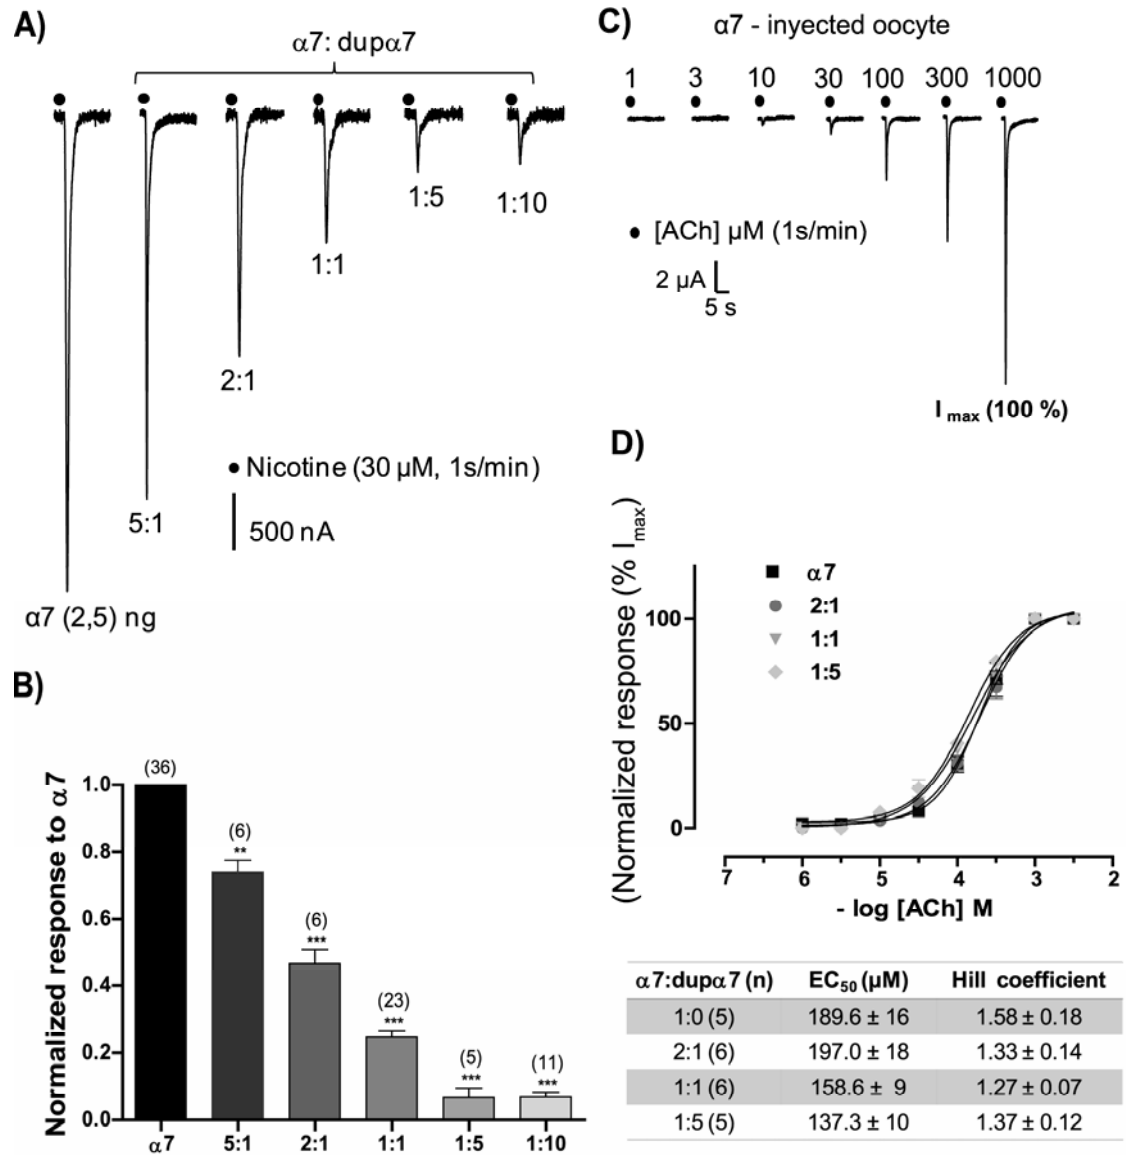 A)
α7: dupα7
1:5
1:10
1:1
2:1
● Nicotine (30 µM, 1s/min)
5:1
500 nA
α7 (2,5) ng
B)
Normalized response to α7
(36)
1.0
(6)
**
0.8
(6)
***
0.6
(23)
***
0.4
(5)
***
(11)
***
0.2
0.0
α7 5:1 2:1 1:1 1:5 1:10
C)
α7 - inyected oocyte
1 3 10 30 100 300 1000
● [ACh] µM (1s/min)
2 µA
5 s
I max (100 %)
D)
(Normalized response (% Imax)
α7
2:1
1:1
1:5
100
50
0
7 6 5 4 3 2
- log [ACh] M
α7:dupα7 (n) EC50 (µM) Hill coefficient
1:0 (5) 189.6 ± 16 1.58 ± 0.18
2:1 (6) 197.0 ± 18 1.33 ± 0.14
1:1 (6) 158.6 ± 9 1.27 ± 0.07
1:5 (5) 137.3 ± 10 1.37 ± 0.12